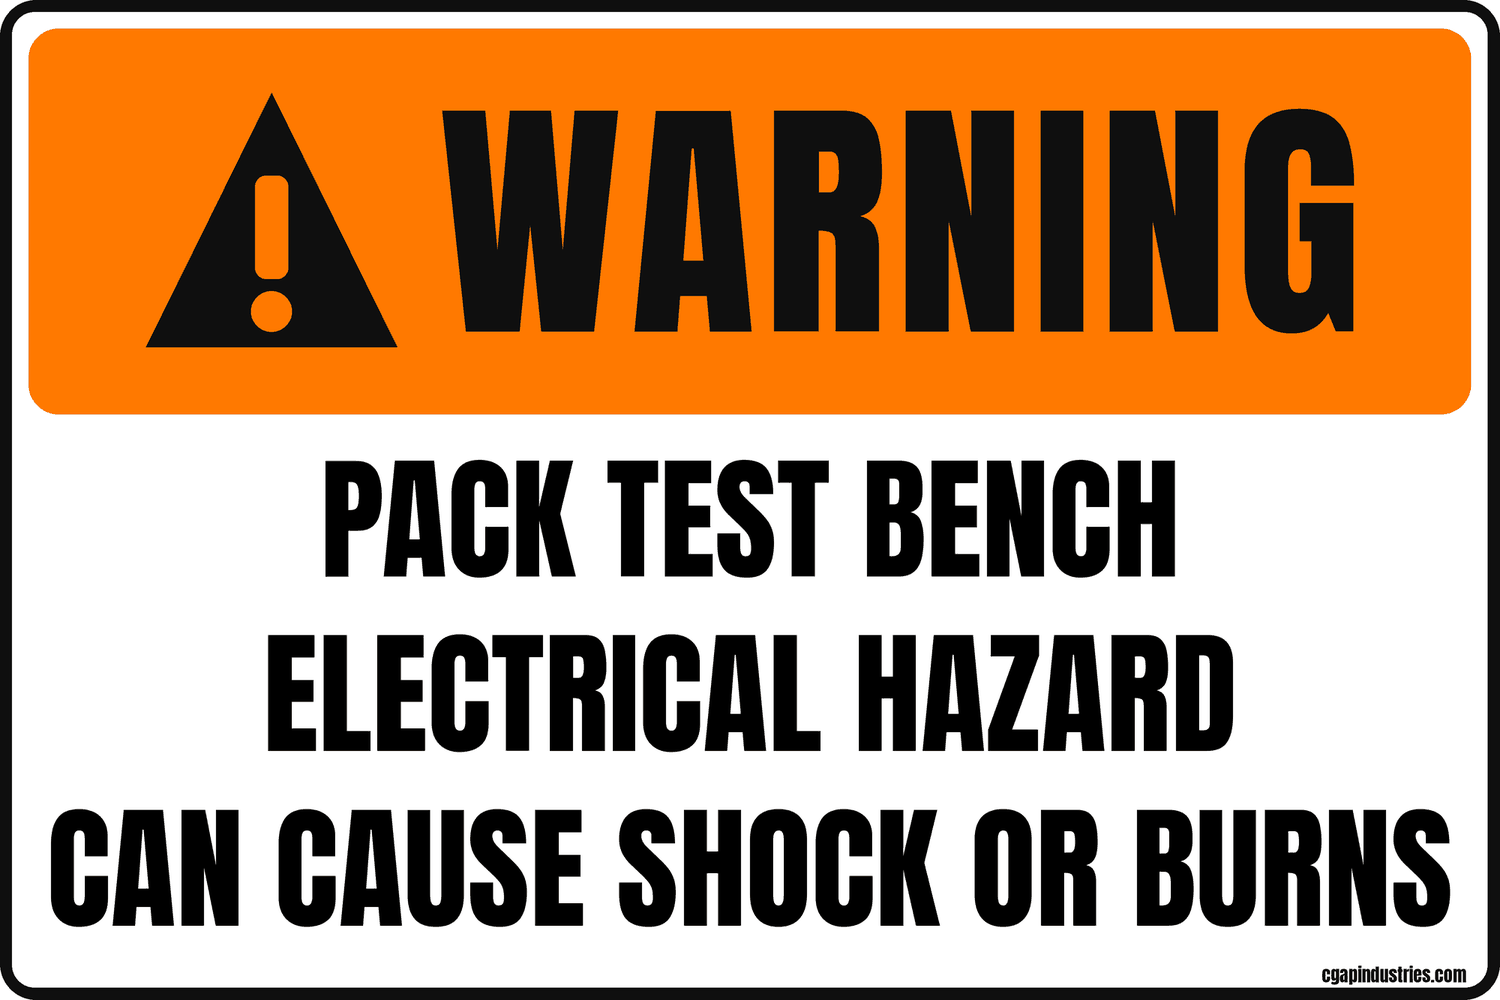 WARNING
PACK TEST BENCH
ELECTRICAL HAZARD
CAN CAUSE SHOCK OR BURNS
cgapindustries.com